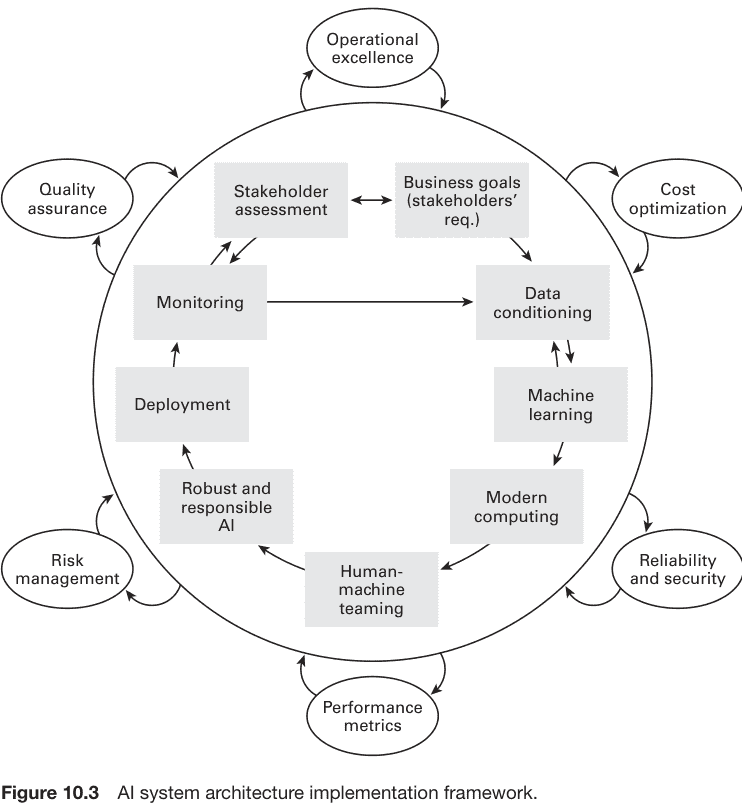 Operational
excellence
Quality
assurance
Stakeholder
assessment
Business goals
(stakeholders’
req.)
Cost
optimization
Monitoring
Data
conditioning
Deployment
Machine
learning
Robust and
responsible
AI
Modern
computing
Risk
management
Human-
machine
teaming
Reliability
and security
Performance
metrics
Figure 10.3 AI system architecture implementation framework.